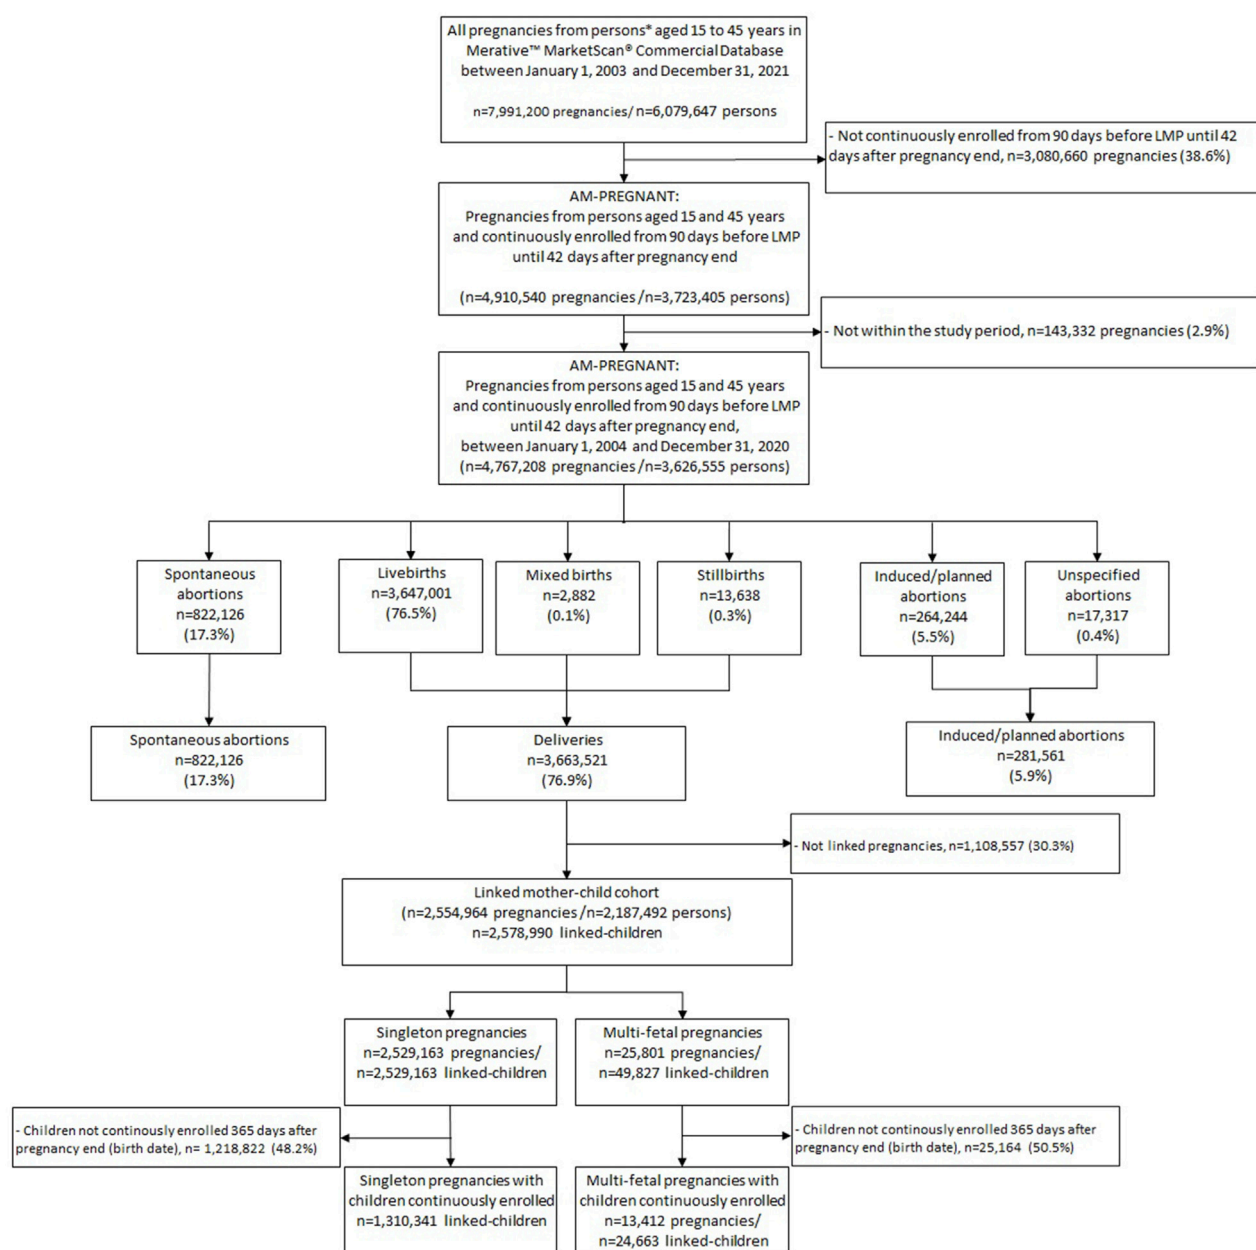 All pregnancies from persons* aged 15 to 45 years in
Merative™ MarketScan® Commercial Database
between January 1, 2003 and December 31, 2021
n=7,991,200 pregnancies/ n=6,079,647 persons
- Not continuously enrolled from 90 days before LMP until 42
days after pregnancy end, n=3,080,660 pregnancies (38.6%)
AM-PREGNANT:
Pregnancies from persons aged 15 and 45 years
and continuously enrolled from 90 days before LMP
until 42 days after pregnancy end
(n=4,910,540 pregnancies /n=3,723,405 persons)
- Not within the study period, n=143,332 pregnancies (2.9%)
AM-PREGNANT:
Pregnancies from persons aged 15 and 45 years
and continuously enrolled from 90 days before LMP
until 42 days after pregnancy end,
between January 1, 2004 and December 31, 2020
(n=4,767,208 pregnancies /n=3,626,555 persons)
Spontaneous
abortions
n=822,126
(17.3%)
Livebirths
n=3,647,001
(76.5%)
Mixed births
n=2,882
(0.1%)
Stillbirths
n=13,638
(0.3%)
Induced/planned
abortions
n=264,244
(5.5%)
Unspecified
abortions
n=17,317
(0.4%)
Spontaneous abortions
n=822,126
(17.3%)
Deliveries
n=3,663,521
(76.9%)
Induced/planned abortions
n=281,561
(5.9%)
- Not linked pregnancies, n=1,108,557 (30.3%)
Linked mother-child cohort
(n=2,554,964 pregnancies /n=2,187,492 persons)
n=2,578,990 linked-children
Singleton pregnancies
n=2,529,163 pregnancies/
n=2,529,163 linked-children
Multi-fetal pregnancies
n=25,801 pregnancies/
n=49,827 linked-children
- Children not continously enrolled 365 days after
pregnancy end (birth date), n= 1,218,822 (48.2%)
- Children not continously enrolled 365 days after
pregnancy end (birth date), n=25,164 (50.5%)
Singleton pregnancies with
children continuously enrolled
n=1,310,341 linked-children
Multi-fetal pregnancies with
children continuously enrolled
n=13,412 pregnancies/
n=24,663 linked-children